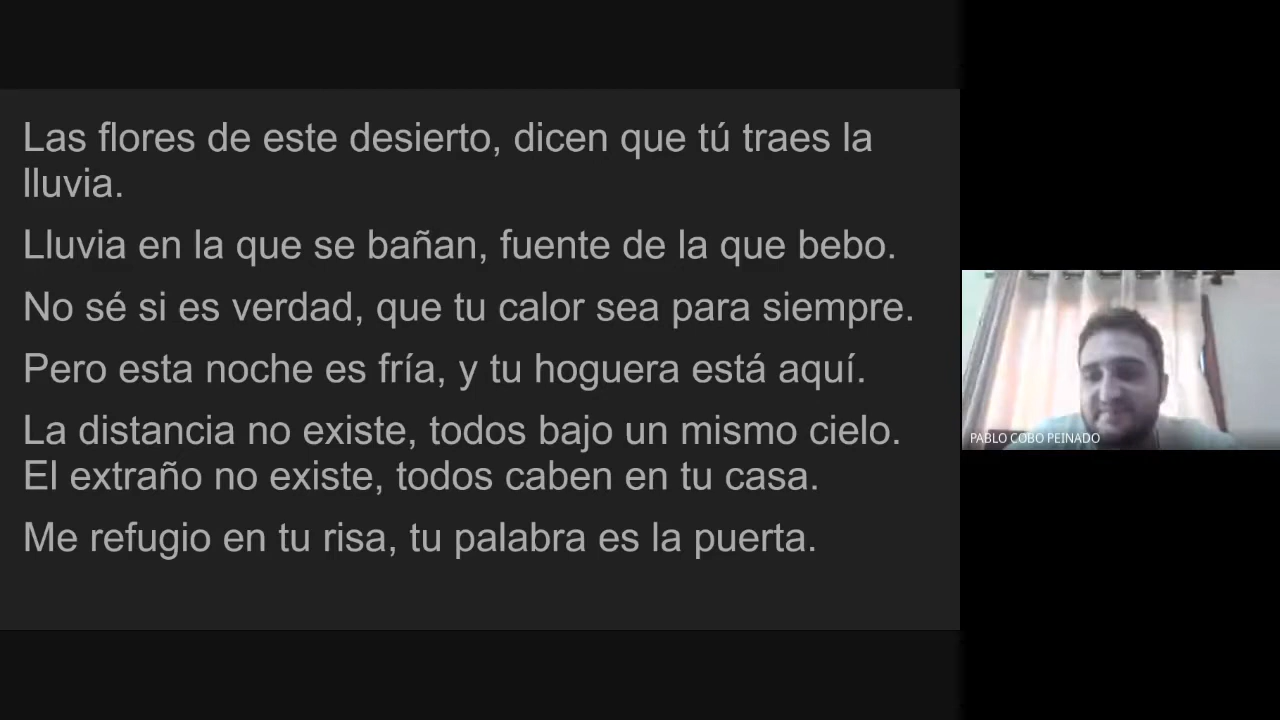 Las flores de este desierto, dicen que tú traes la
lluvia.
Lluvia en la que se bañan, fuente de la que bebo.
No sé si es verdad, que tu calor sea para siempre.
Pero esta noche es fría, y tu hoguera está aquí.
La distancia no existe, todos bajo un mismo cielo.
El extraño no existe, todos caben en tu casa.
Me refugio en tu risa, tu palabra es la puerta.
PABLO COBO PEINADO